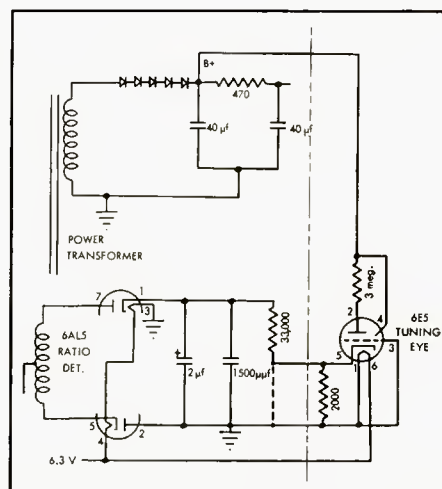 B+
470
40 µf
40 µf
POWER
TRANSFORMER
3 meg.
6E5
TUNING
EYE
2
4
5
3
1
6
7
1
3
6AL5
RATIO
DET.
+
2 µf
1500µµf
33,000
2000
5
4
2
6.3 V